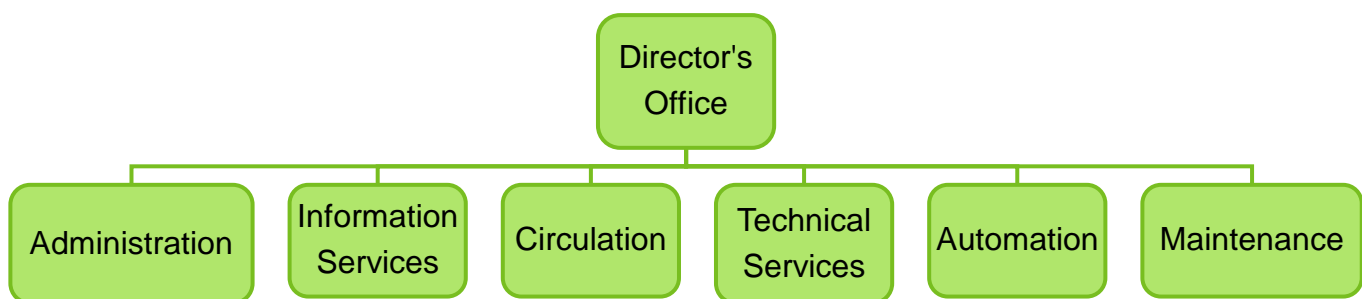 Director's
Office
Administration
Information
Services
Circulation
Technical
Services
Automation
Maintenance